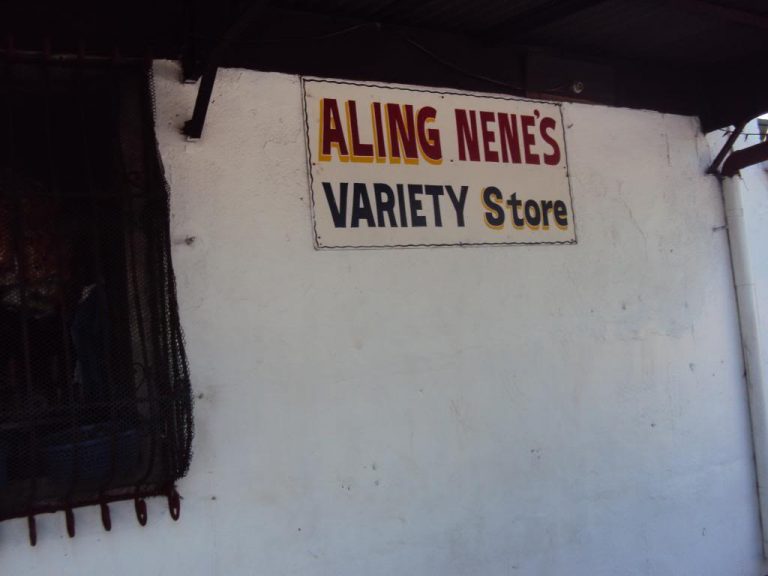 ALING NENE'S
VARIETY Store